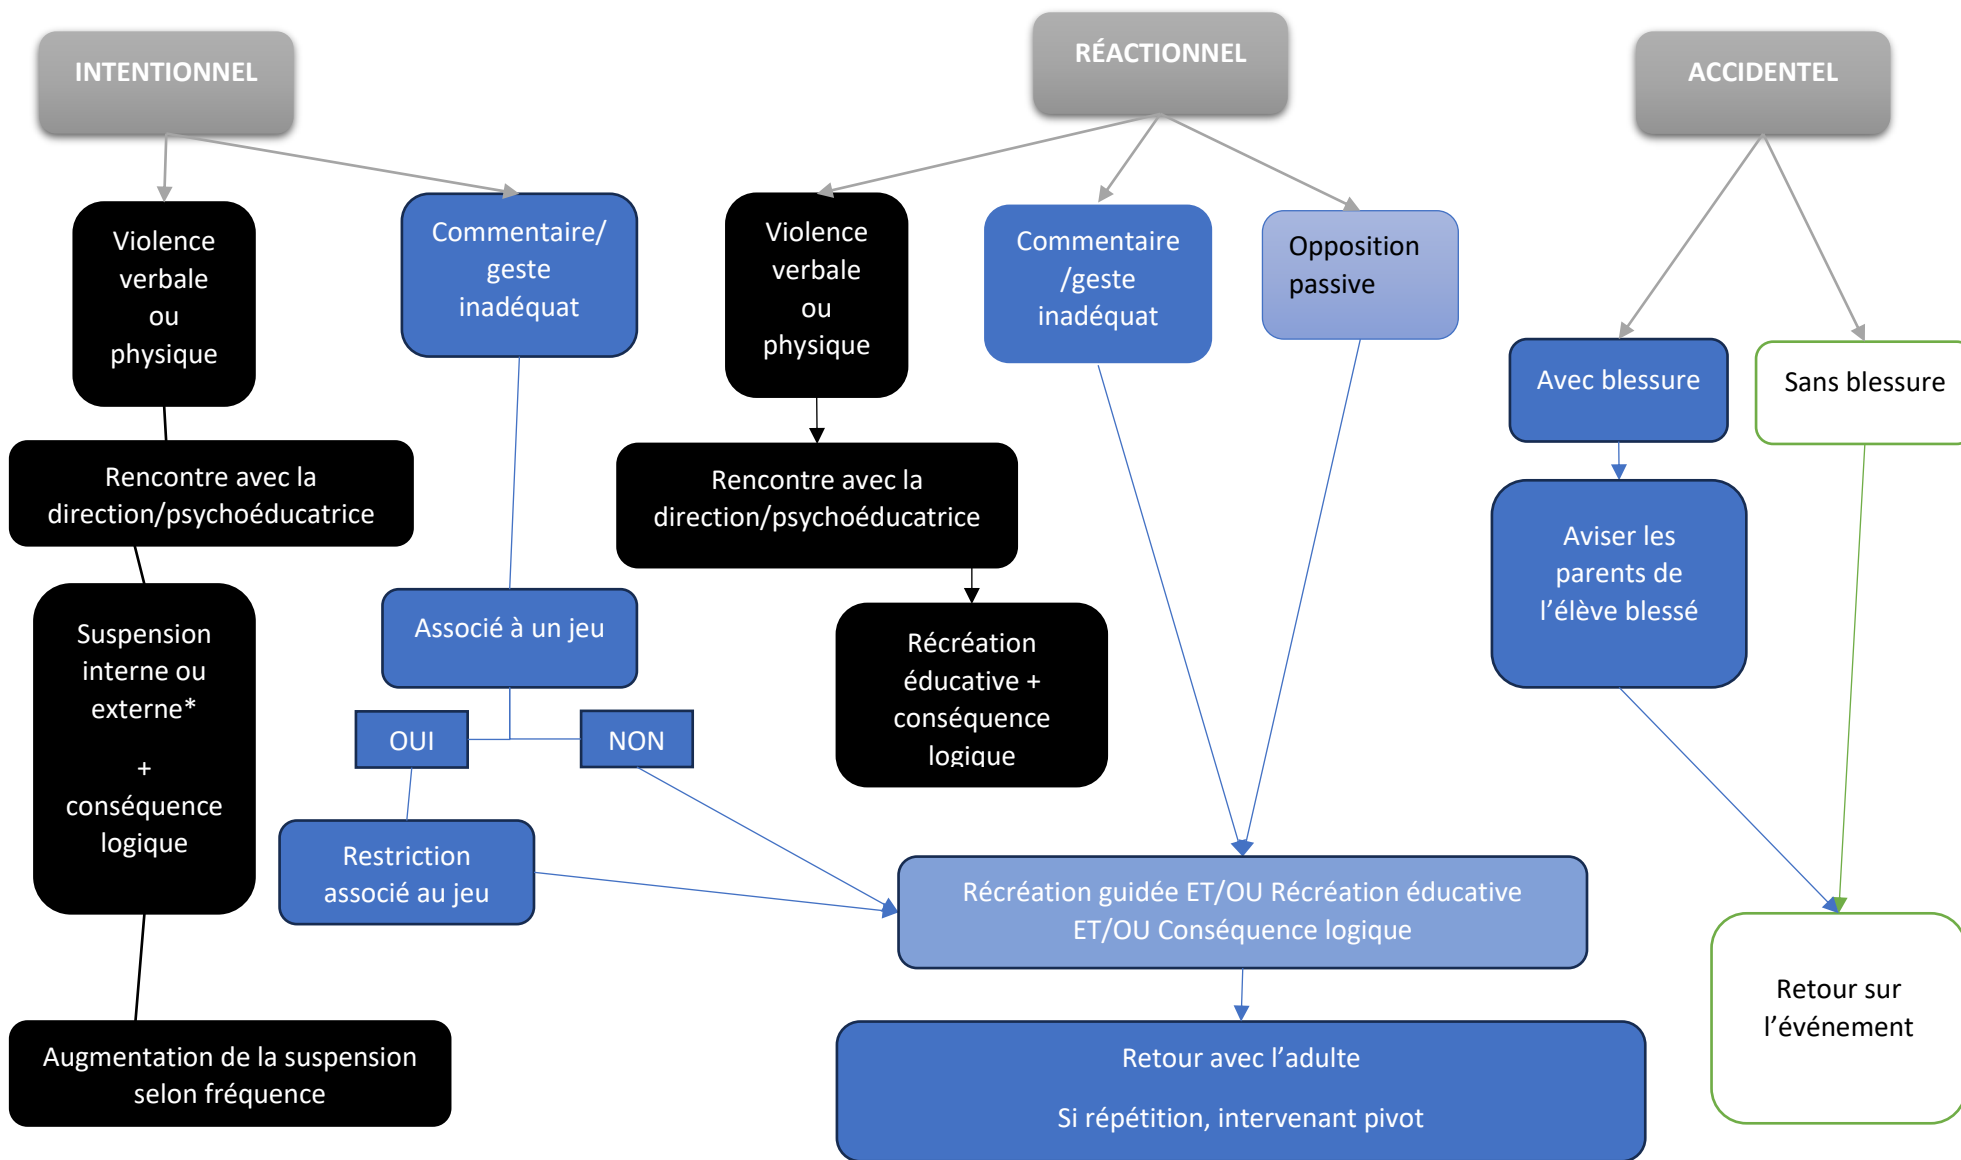 INTENTIONNEL
RÉACTIONNEL
ACCIDENTEL
Violence
verbale
ou
physique
Commentaire/
geste
inadéquat
Violence
verbale
ou
physique
Commentaire
/geste
inadéquat
Opposition
passive
Avec blessure
Sans blessure
Rencontre avec la
direction/psychoéducatrice
Rencontre avec la
direction/psychoéducatrice
Aviser les
parents de
l’élève blessé
Suspension
interne ou
externe*
+
conséquence
logique
Associé à un jeu
OUI
NON
Récréation
éducative +
conséquence
logique
Restriction
associé au jeu
Récréation guidée ET/OU Récréation éducative
ET/OU Conséquence logique
Retour sur
l’événement
Augmentation de la suspension
selon fréquence
Retour avec l’adulte
Si répétition, intervenant pivot